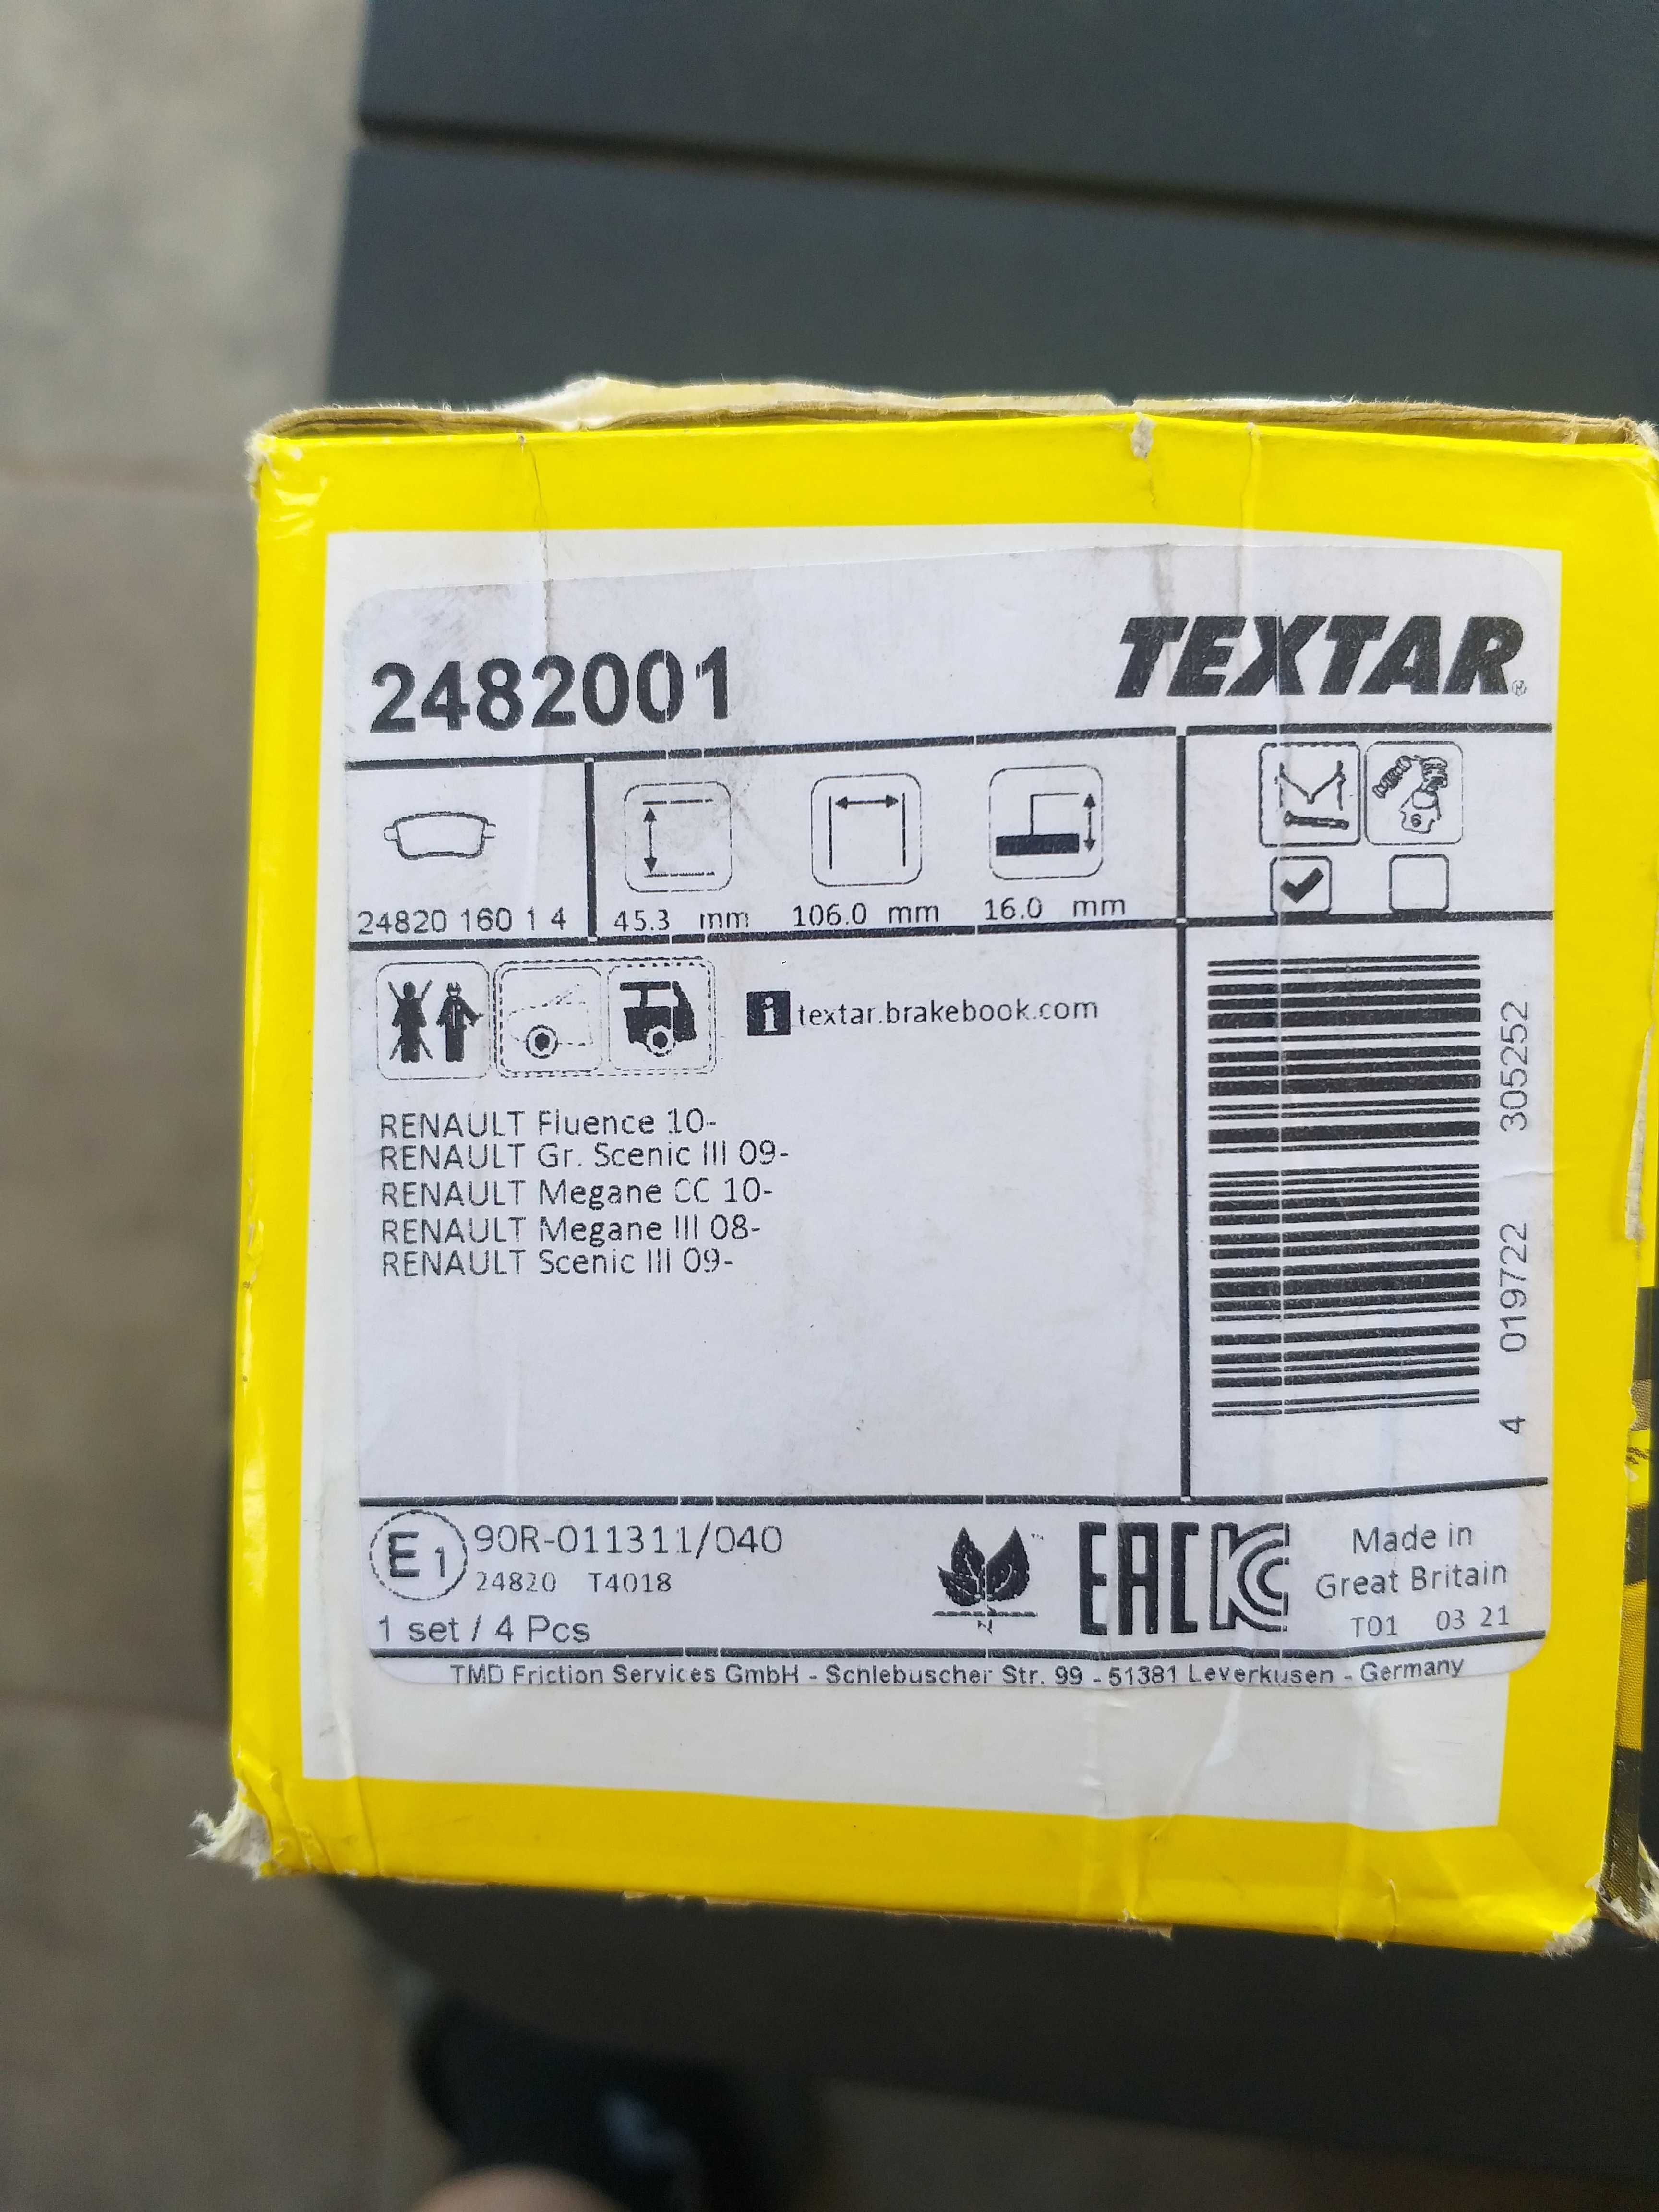 2482001
TEXTAR®
24820 160 1 4
45.3 mm
106.0 mm
16.0 mm
i textar.brakebook.com
RENAULT Fluence 10-
RENAULT Gr. Scenic III 09-
RENAULT Megane CC 10-
RENAULT Megane III 08-
RENAULT Scenic III 09-
4 019722 305252
E1 90R-011311/040
24820 T4018
1 set / 4 Pcs
EAC KC
Made in
Great Britain
T01 03 21
TMD Friction Services GmbH - Schlebuscher Str. 99 - 51381 Leverkusen - Germany